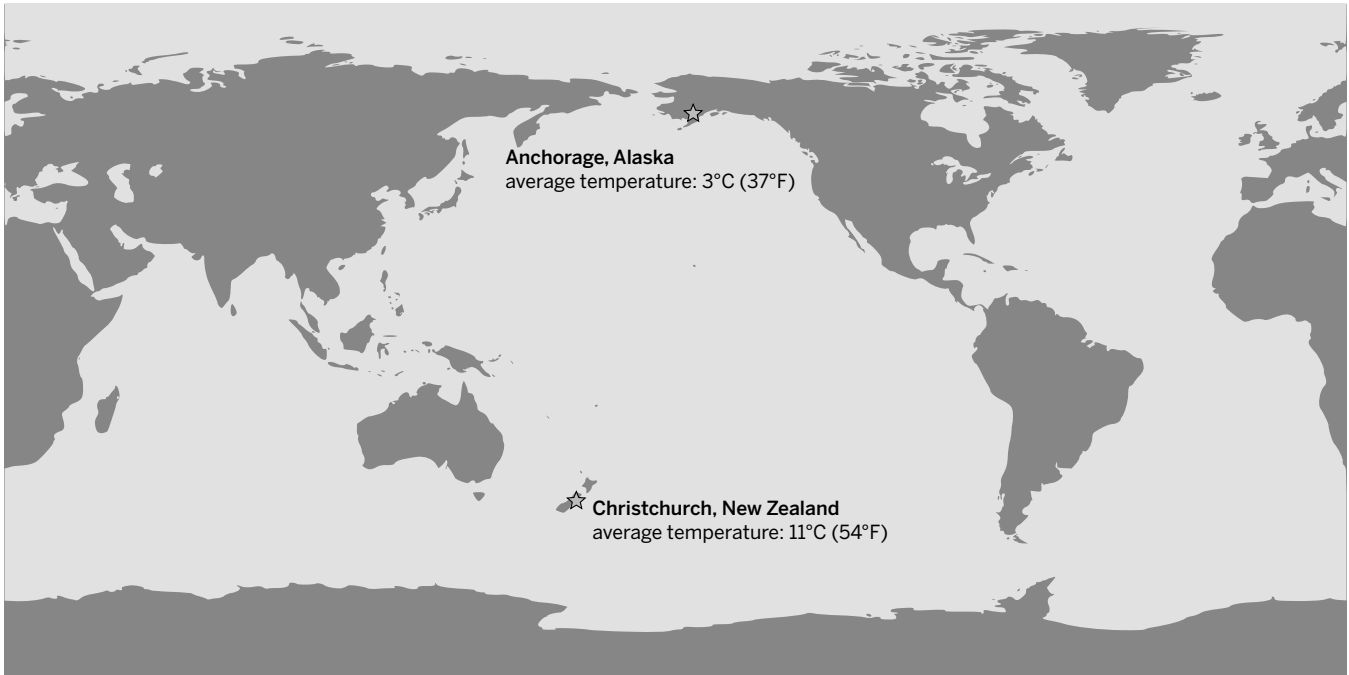 Anchorage, Alaska
average temperature: 3°C (37°F)
Christchurch, New Zealand
average temperature: 11°C (54°F)